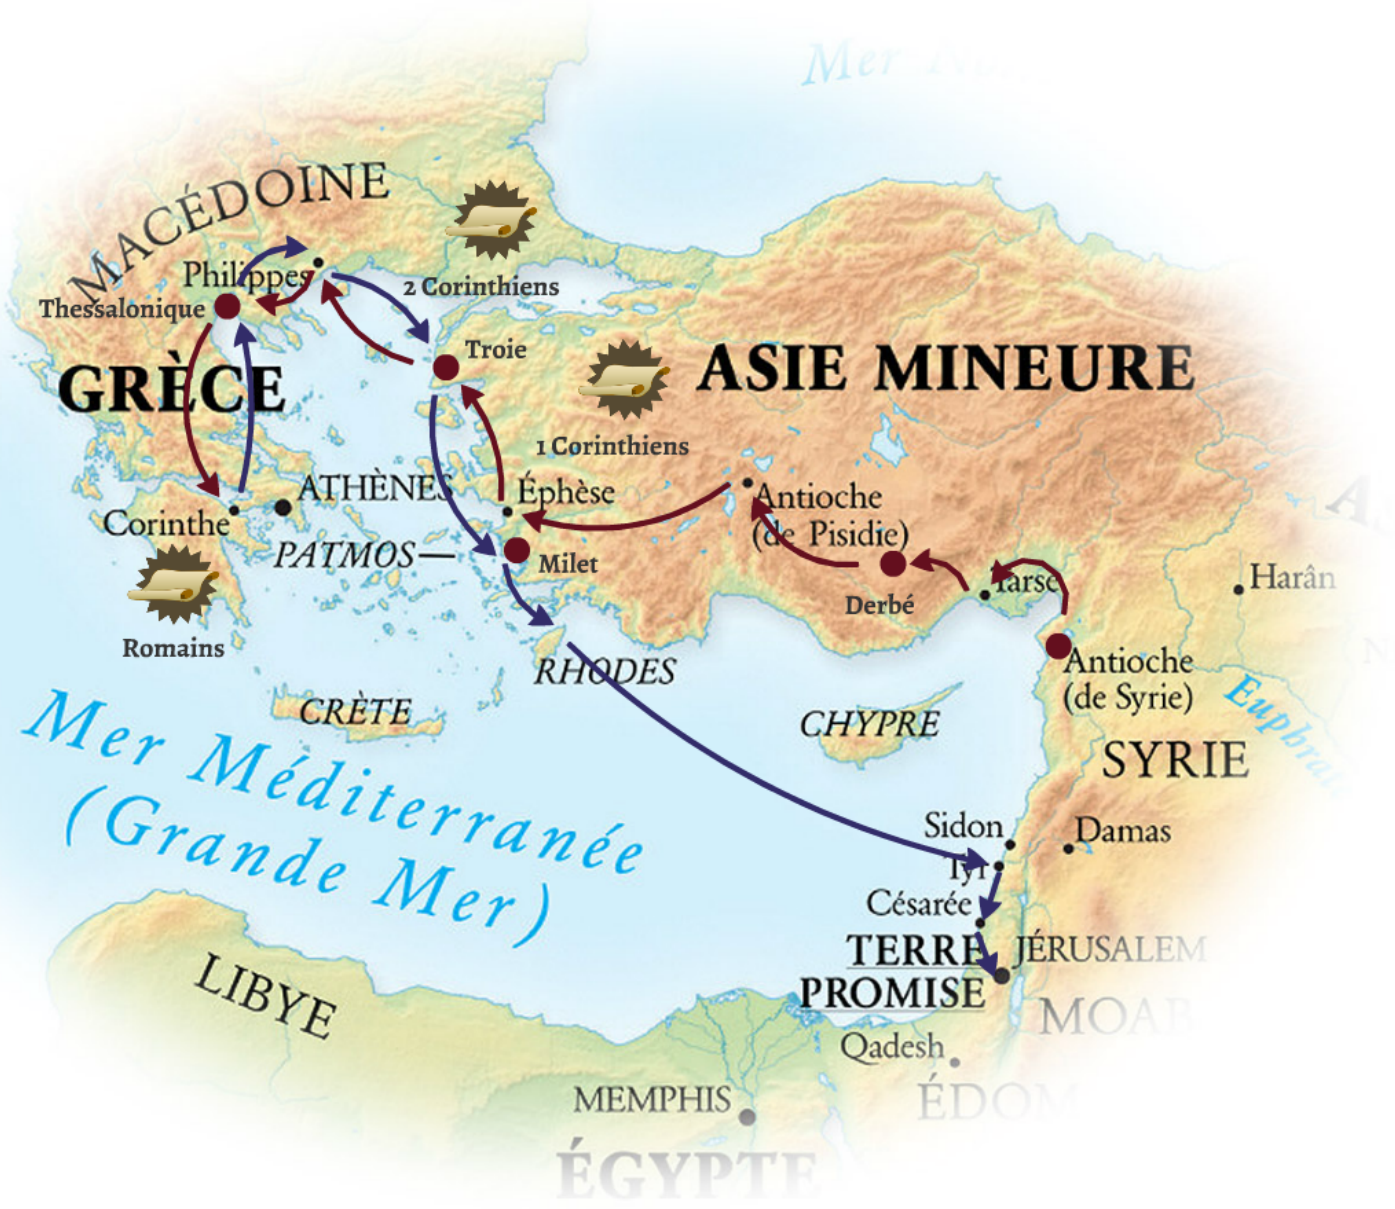 Mer
MACÉDOINE
2 Corinthiens
Philippes
Thessalonique
Troie
GRÈCE
ASIE MINEURE
1 Corinthiens
ATHÈNES
Éphèse
Antioche
(de Pisidie)
Corinthe
PATMOS
Milet
Tarse
Harân
Derbé
Romains
RHODES
Antioche
(de Syrie)
CRÈTE
CHYPRE
Mer Méditerranée
(Grande Mer)
SYRIE
Sidon
Damas
Tyr
Césarée
TERRE
PROMISE
JÉRUSALEM
LIBYE
MOAB
Qadesh
MEMPHIS
ÉDOM
ÉGYPTE